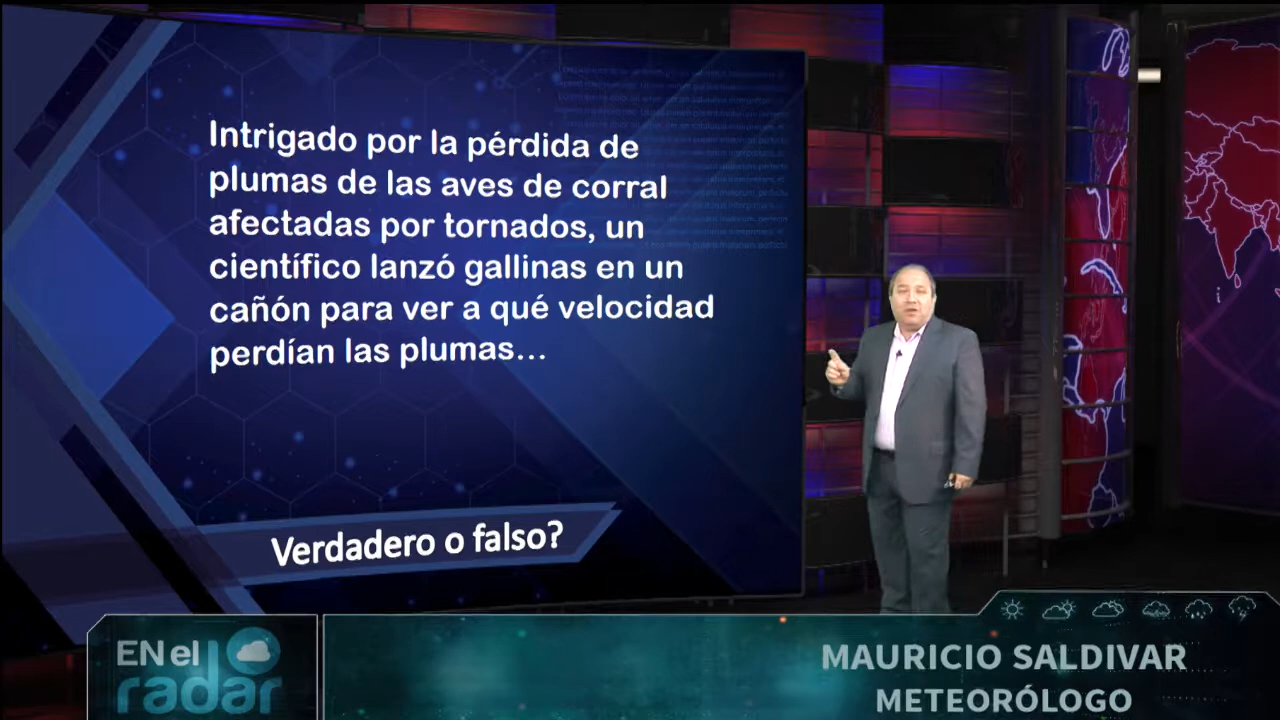 Intrigado por la pérdida de
plumas de las aves de corral
afectadas por tornados, un
científico lanzó gallinas en un
cañón para ver a qué velocidad
perdían las plumas...
Verdadero o falso?
EN el
radar
MAURICIO SALDIVAR
METEORÓLOGO